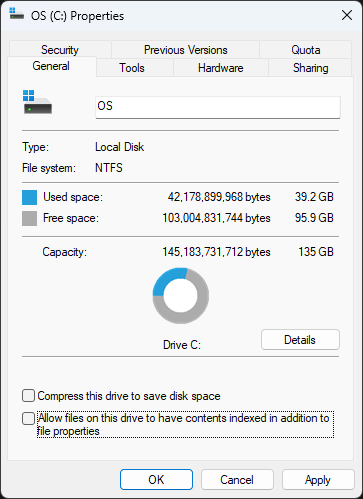 OS (C:) Properties
Security Previous Versions Quota
General Tools Hardware Sharing
OS
Type: Local Disk
File system: NTFS
Used space: 42,178,899,968 bytes 39.2 GB
Free space: 103,004,831,744 bytes 95.9 GB
Capacity: 145,183,731,712 bytes 135 GB
Drive C: Details
Compress this drive to save disk space
Allow files on this drive to have contents indexed in addition to
file properties
OK Cancel Apply